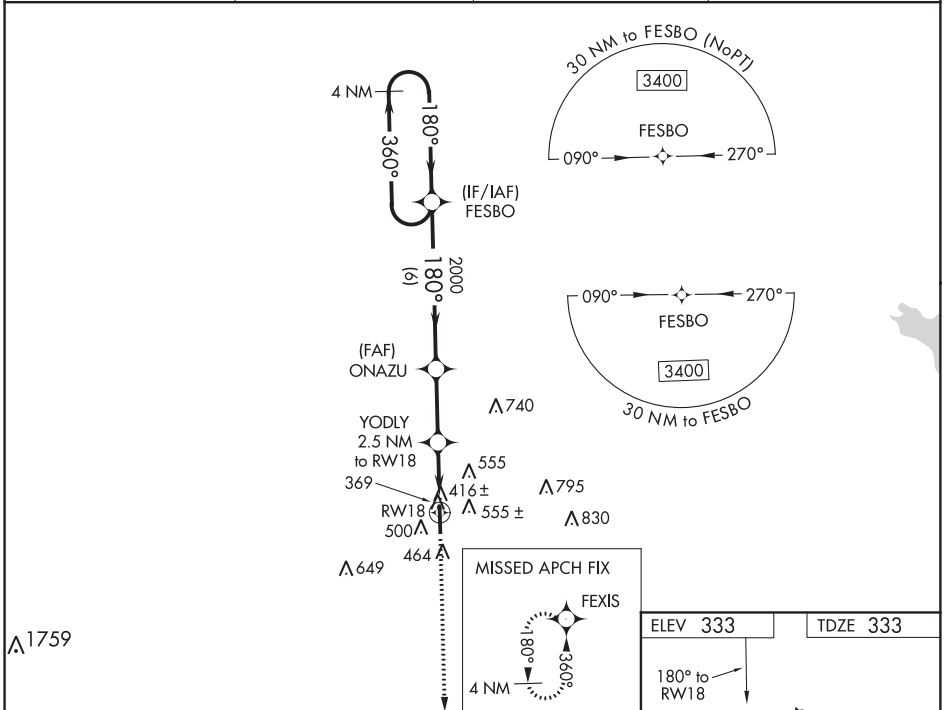 30 NM to FESBO (NoPT)
3400
FESBO
090°
270°
4 NM
180°
360°
(IF/IAF)
FESBO
2000
180°
(6)
090°
270°
FESBO
3400
30 NM to FESBO
(FAF)
ONAZU
740
YODLY
2.5 NM
to RW18
555
369
416 ±
795
RW18
555 ±
830
500
464
649
MISSED APCH FIX
FEXIS
180°
360°
4 NM
1759
ELEV 333
TDZE 333
180° to
RW18